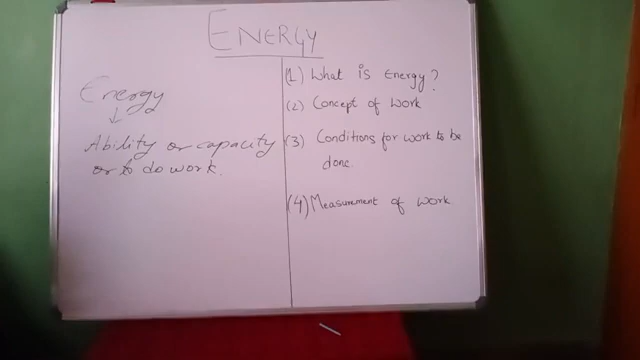 ENERGY
Energy
↓
Ability or capacity
or to do work.
(1) What is Energy?
(2) Concept of Work
(3) Conditions for work to be
done.
(4) Measurement of work.